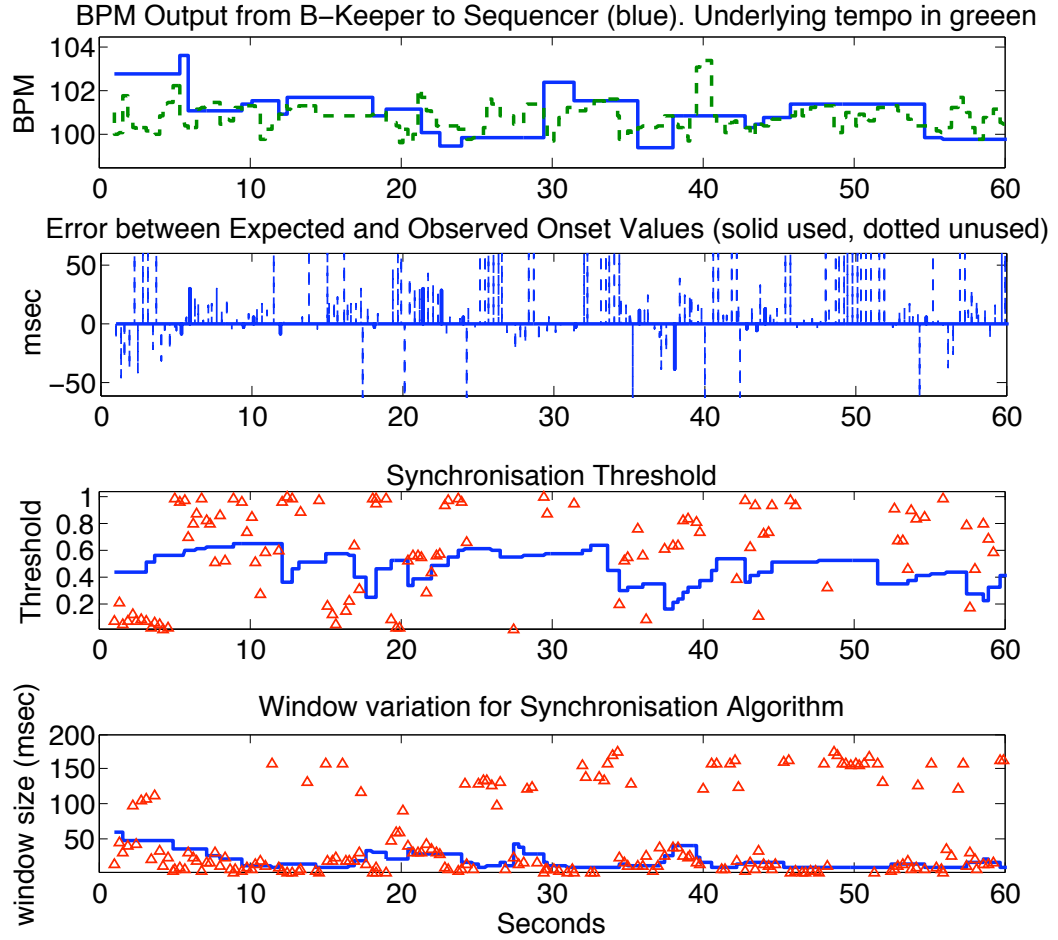 BPM Output from B−Keeper to Sequencer (blue). Underlying tempo in greeen
104
102
100
BPM
0 10 20 30 40 50 60
Error between Expected and Observed Onset Values (solid used, dotted unused)
50
0
−50
msec
0 10 20 30 40 50 60
Synchronisation Threshold
1
0.8
0.6
0.4
0.2
Threshold
0 10 20 30 40 50 60
Window variation for Synchronisation Algorithm
200
150
100
50
window size (msec)
0 10 20 30 40 50 60
Seconds